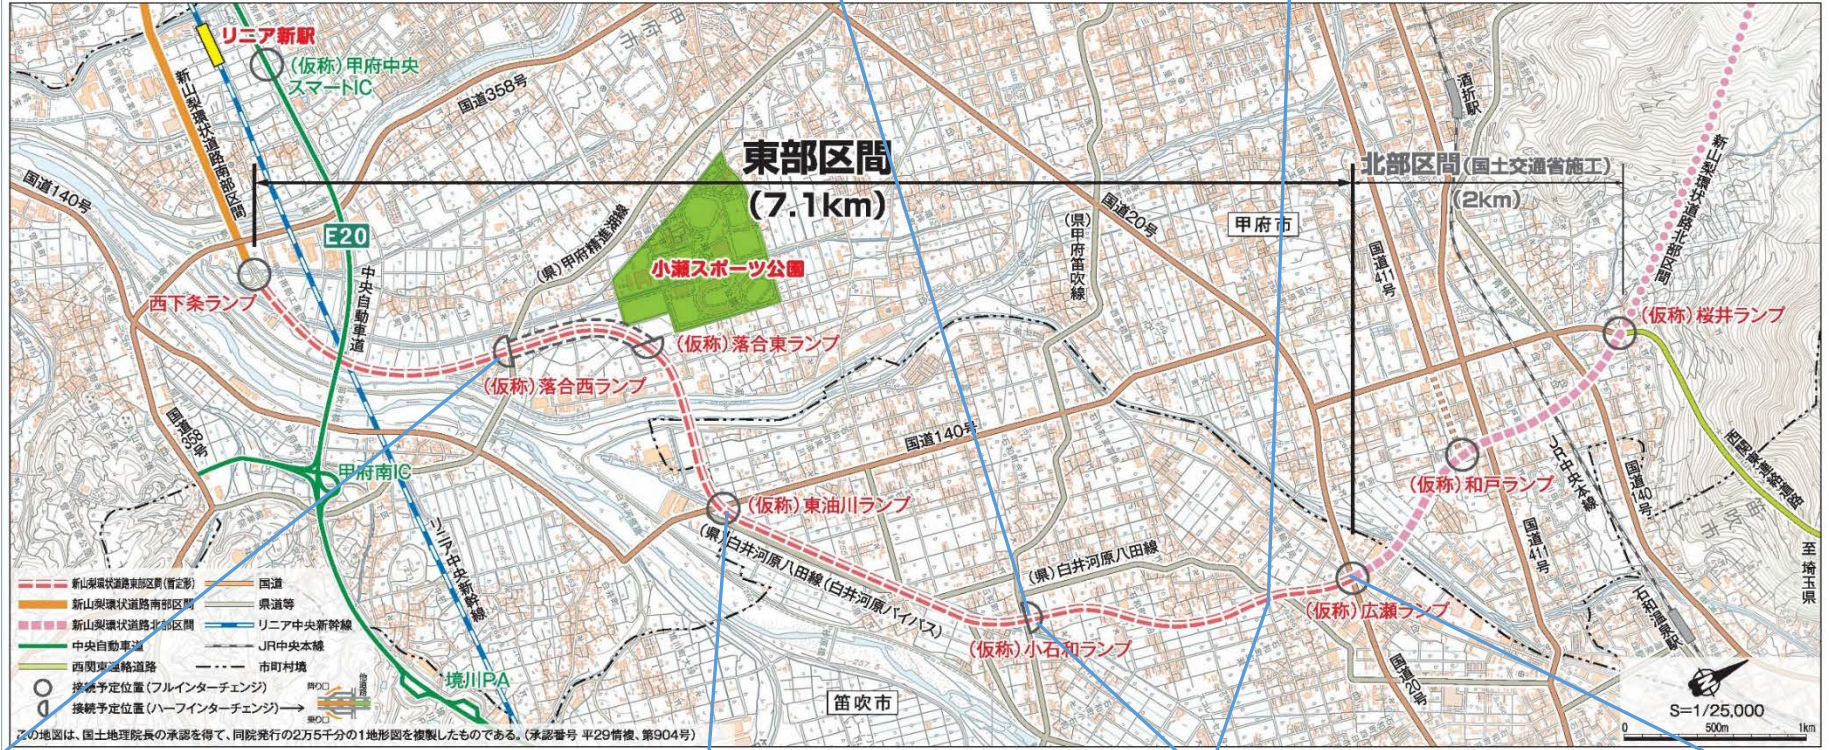 リニア新駅
(仮称)甲府中央
スマートIC
新山梨環状道路南部区間
国道358号
甲府市
酒折駅
東部区間
(7.1km)
北部区間(国土交通省施工)
(2km)
新山梨環状道路北部区間
国道140号
E20
(県)甲府精進湖線
小瀬スポーツ公園
(県)甲府笛吹線
国道20号
甲府市
国道411号
西下条ランプ
中央自動車道
(仮称)落合東ランプ
(仮称)落合西ランプ
(仮称)桜井ランプ
国道358号
国道140号
甲府南IC
(仮称)東油川ランプ
(仮称)和戸ランプ
JR中央本線
国道140号
西関東連絡道路
リニア中央新幹線
(県)白井河原八田線(白井河原バイパス)
(県)白井河原八田線
国道411号
至埼玉県
(仮称)広瀬ランプ
(仮称)小石和ランプ
石和温泉駅
国道20号
境川PA
笛吹市
新山梨環状道路東部区間(暫定形)
国道
新山梨環状道路南部区間
県道等
新山梨環状道路北部区間
リニア中央新幹線
中央自動車道
JR中央本線
西関東連絡道路
市町村境
接続予定位置(フルインターチェンジ)
接続予定位置(ハーフインターチェンジ)
降り口
他道路
乗り口
この地図は、国土地理院長の承認を得て、同院発行の2万5千分の1地形図を複製したものである。(承認番号 平29情複、第904号)
S=1/25,000
0 500m 1km